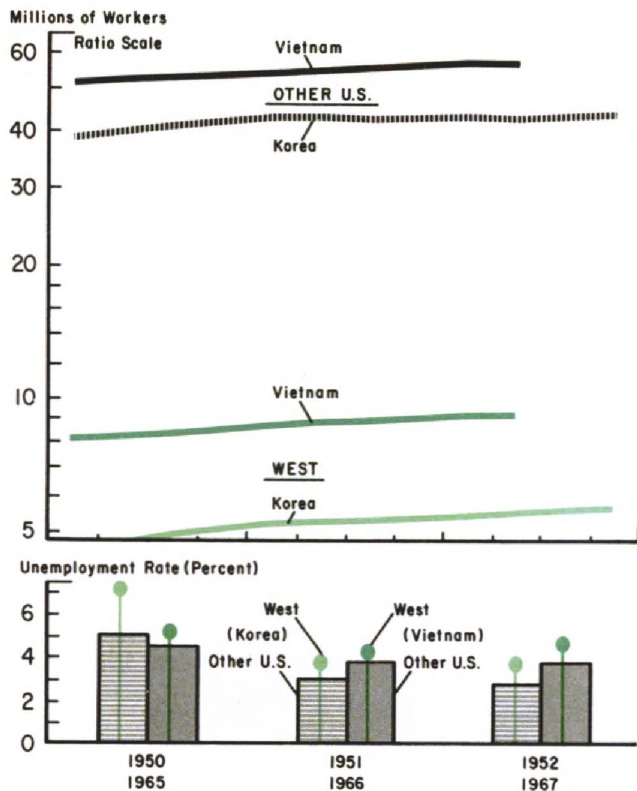 Millions of Workers
Ratio Scale
60
Vietnam
OTHER U.S.
40
Korea
30
20
10
Vietnam
WEST
Korea
5
Unemployment Rate (Percent)
6
West
(Korea)
Other U.S.
West
(Vietnam)
Other U.S.
4
2
0
1950
1965
1951
1966
1952
1967